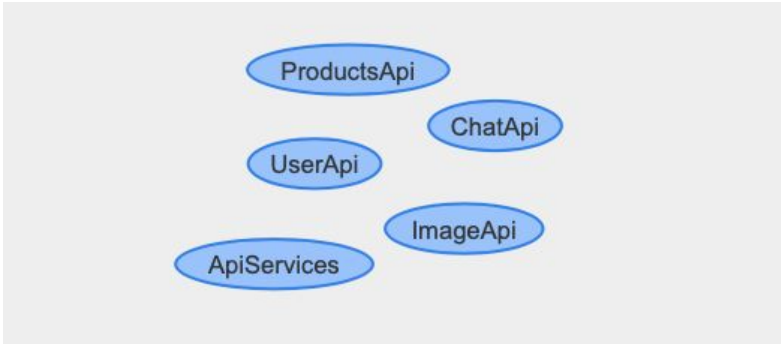 ProductsApi
ChatApi
UserApi
ImageApi
ApiServices